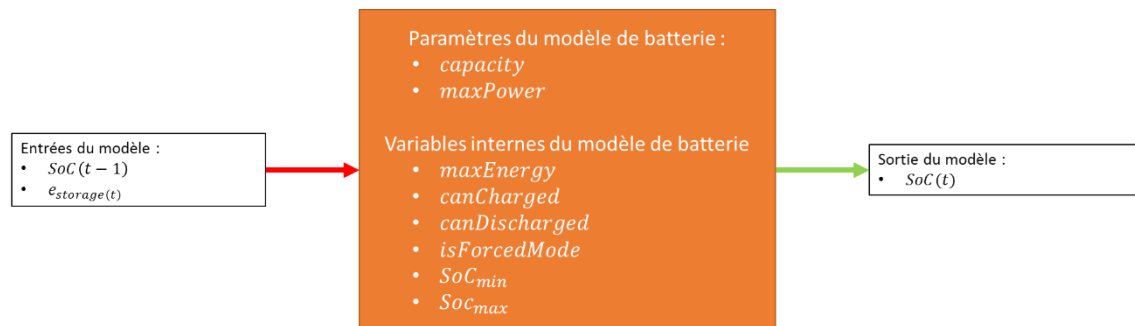 Entrées du modèle :
• SoC(t − 1)
• e_storage(t)
Paramètres du modèle de batterie :
• capacity
• maxPower
Variables internes du modèle de batterie
• maxEnergy
• canCharged
• canDischarged
• isForcedMode
• SoC_min
• Soc_max
Sortie du modèle :
• SoC(t)